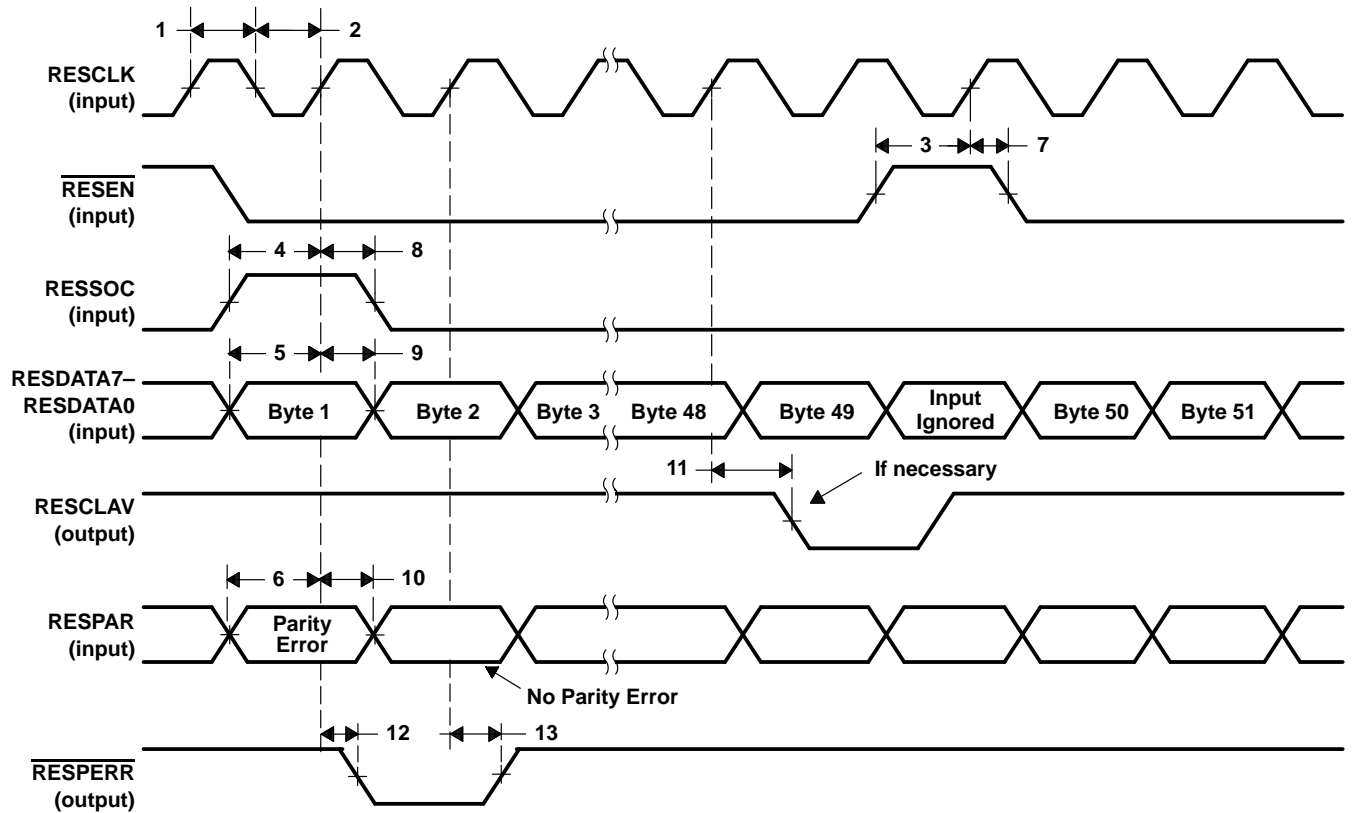 1
2
RESCLK
(input)
3
7
RESEN
(input)
4
8
RESSOC
(input)
5
9
RESDATA7–
RESDATA0
(input)
Byte 1
Byte 2
Byte 3
Byte 48
Byte 49
Input
Ignored
Byte 50
Byte 51
11
If necessary
RESCLAV
(output)
6
10
RESPAR
(input)
Parity
Error
No Parity Error
12
13
RESPERR
(output)